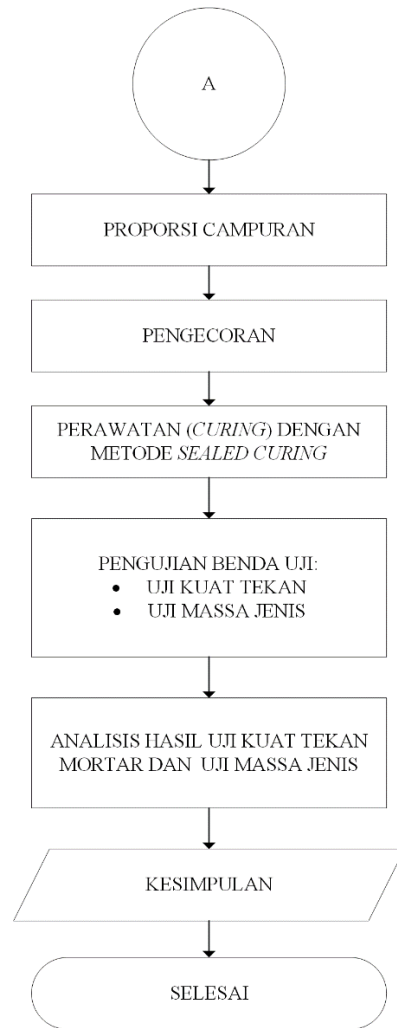 A
PROPORSI CAMPURAN
PENGECORAN
PERAWATAN (CURING) DENGAN
METODE SEALED CURING
PENGUJIAN BENDA UJI:
• UJI KUAT TEKAN
• UJI MASSA JENIS
ANALISIS HASIL UJI KUAT TEKAN
MORTAR DAN UJI MASSA JENIS
KESIMPULAN
SELESAI